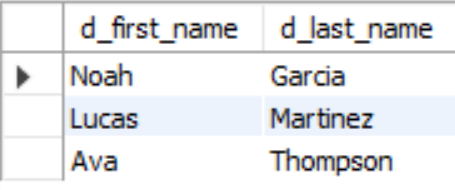 d_first_name d_last_name
Noah Garcia
Lucas Martinez
Ava Thompson